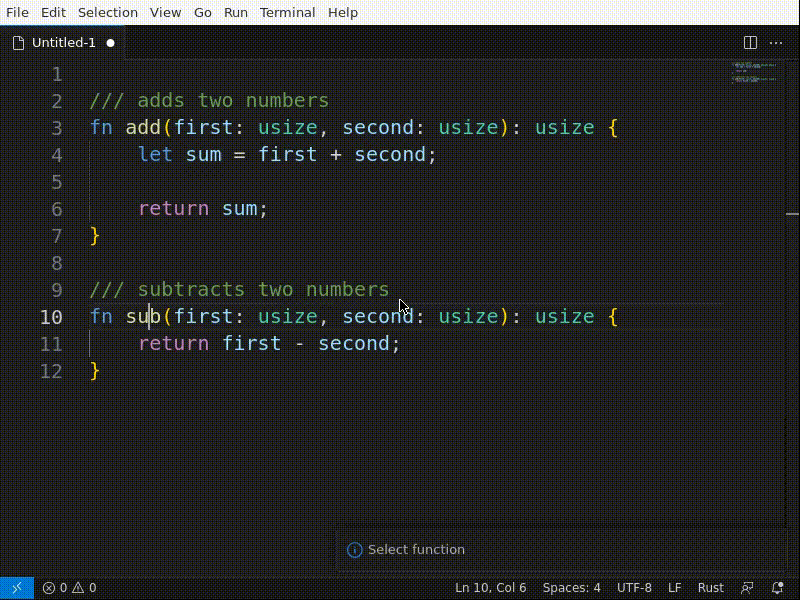 File Edit Selection View Go Run Terminal Help
Untitled-1
1
2 /// adds two numbers
3 fn add(first: usize, second: usize): usize {
4     let sum = first + second;
5
6     return sum;
7 }
8
9 /// subtracts two numbers
10 fn sub(first: usize, second: usize): usize {
11     return first - second;
12 }
Select function
0 0 Ln 10, Col 6 Spaces: 4 UTF-8 LF Rust